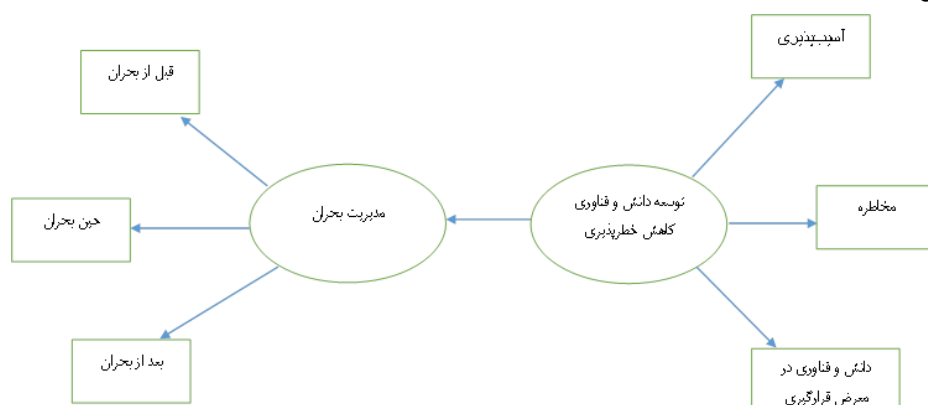 آسیب‌پذیری
قبل از بحران
توسعه دانش و فناوری
کاهش خطرپذیری
مدیریت بحران
مخاطره
حین بحران
بعد از بحران
دانش و فناوری در
معرض قرارگیری